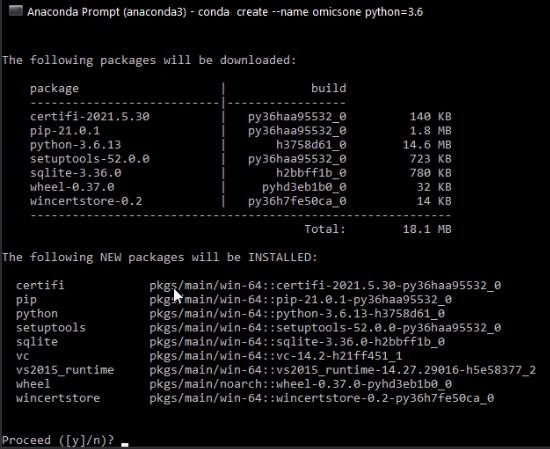 Anaconda Prompt (anaconda3) - conda create --name omicsone python=3.6
The following packages will be downloaded:
package | build
---------------------------|-----------------
certifi-2021.5.30 | py36haa95532_0 140 KB
pip-21.0.1 | py36haa95532_0 1.8 MB
python-3.6.13 | h3758d61_0 14.6 MB
setuptools-52.0.0 | py36haa95532_0 723 KB
sqlite-3.36.0 | h2bbff1b_0 780 KB
wheel-0.37.0 | pyhd3eb1b0_0 32 KB
wincertstore-0.2 | py36h7fe50ca_0 14 KB
------------------------------------------------------------
Total: 18.1 MB
The following NEW packages will be INSTALLED:
certifi pkgs/main/win-64::certifi-2021.5.30-py36haa95532_0
pip pkgs/main/win-64::pip-21.0.1-py36haa95532_0
python pkgs/main/win-64::python-3.6.13-h3758d61_0
setuptools pkgs/main/win-64::setuptools-52.0.0-py36haa95532_0
sqlite pkgs/main/win-64::sqlite-3.36.0-h2bbff1b_0
vc pkgs/main/win-64::vc-14.2-h21ff451_1
vs2015_runtime pkgs/main/win-64::vs2015_runtime-14.27.29016-h5e58377_2
wheel pkgs/main/noarch::wheel-0.37.0-pyhd3eb1b0_0
wincertstore pkgs/main/win-64::wincertstore-0.2-py36h7fe50ca_0
Proceed ([y]/n)? _